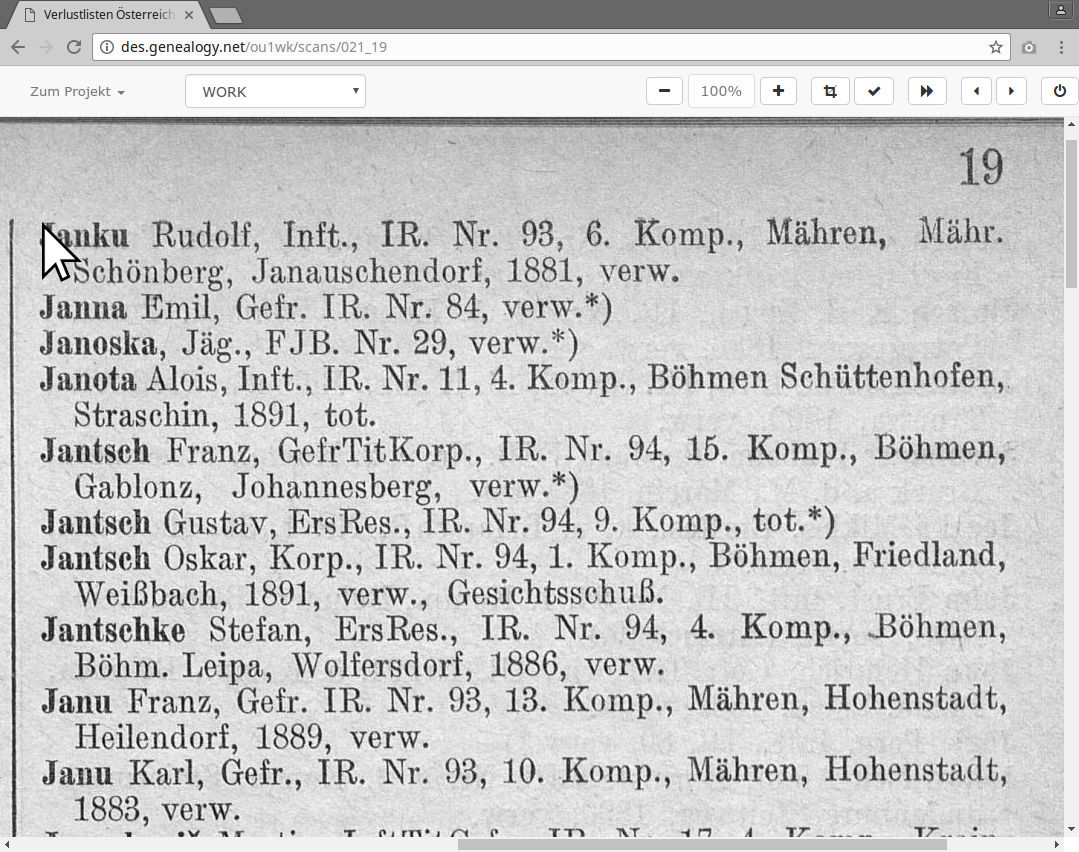 Verlustlisten Österreich
des.genealogy.net/ou1wk/scans/021_19
Zum Projekt
WORK
100%
19
Janku Rudolf, Inft., IR. Nr. 93, 6. Komp., Mähren, Mähr.
Schönberg, Janauschendorf, 1881, verw.
Janna Emil, Gefr. IR. Nr. 84, verw.*)
Janoska, Jäg., FJB. Nr. 29, verw.*)
Janota Alois, Inft., IR. Nr. 11, 4. Komp., Böhmen Schüttenhofen,
Straschin, 1891, tot.
Jantsch Franz, GefrTitKorp., IR. Nr. 94, 15. Komp., Böhmen,
Gablonz, Johannesberg, verw.*)
Jantsch Gustav, ErsRes., IR. Nr. 94, 9. Komp., tot.*)
Jantsch Oskar, Korp., IR. Nr. 94, 1. Komp., Böhmen, Friedland,
Weißbach, 1891, verw., Gesichtsschuß.
Jantschke Stefan, ErsRes., IR. Nr. 94, 4. Komp., Böhmen,
Böhm. Leipa, Wolfersdorf, 1886, verw.
Janu Franz, Gefr. IR. Nr. 93, 13. Komp., Mähren, Hohenstadt,
Heilendorf, 1889, verw.
Janu Karl, Gefr., IR. Nr. 93, 10. Komp., Mähren, Hohenstadt,
1883, verw.